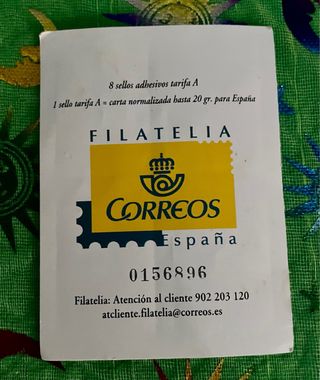 8 sellos adhesivos tarifa A
1 sello tarifa A = carta normalizada hasta 20 gr. para España
FILATELIA
CORREOS
España
0156896
Filatelia: Atención al cliente 902 203 120
atcliente.filatelia@correos.es